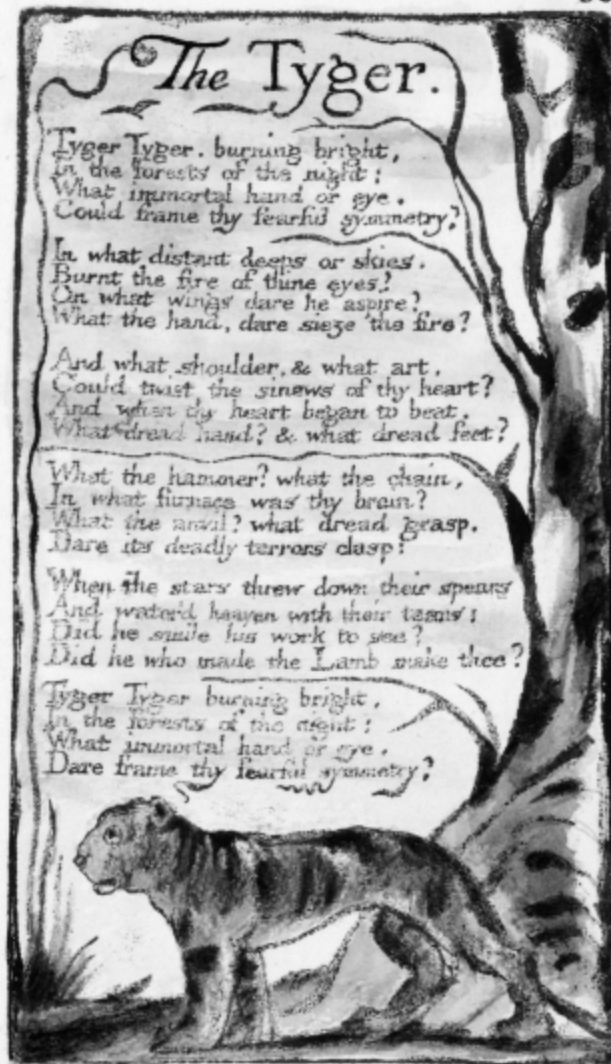 The Tyger.
Tyger Tyger. burning bright,
In the forests of the night:
What immortal hand or eye.
Could frame thy fearful symmetry?
In what distant deeps or skies.
Burnt the fire of thine eyes?
On what wings dare he aspire?
What the hand, dare sieze the fire?
And what shoulder, & what art,
Could twist the sinews of thy heart?
And when thy heart began to beat,
What dread hand? & what dread feet?
What the hammer? what the chain,
In what furnace was thy brain?
What the anvil? what dread grasp.
Dare its deadly terrors clasp!
When the stars threw down their spears
And water'd heaven with their tears:
Did he smile his work to see?
Did he who made the Lamb make thee?
Tyger Tyger burning bright,
In the forests of the night:
What immortal hand or eye.
Dare frame thy fearful symmetry?